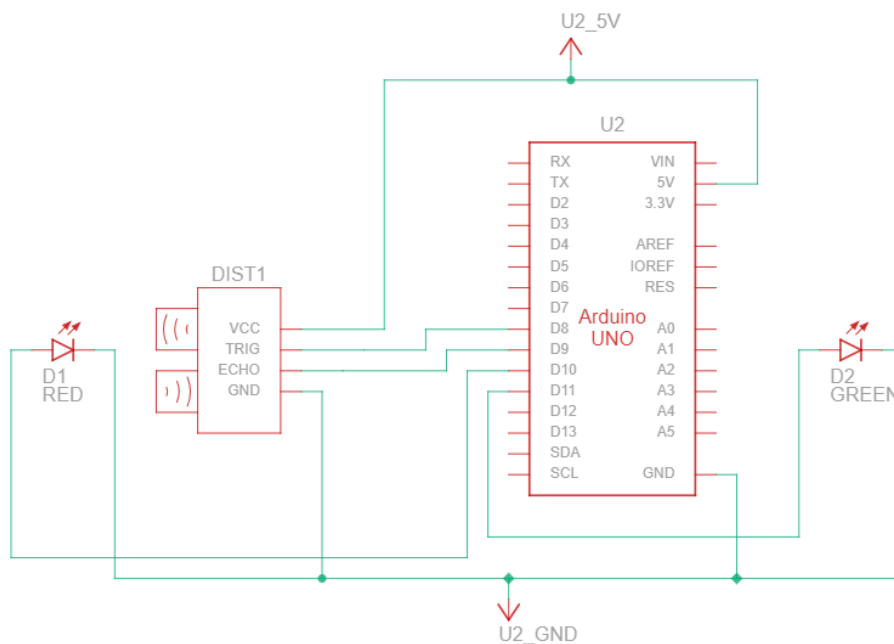 U2_5V
U2
RX VIN
TX 5V
D2 3.3V
D3
D4 AREF
D5 IOREF
D6 RES
D7
Arduino
UNO
D8 A0
D9 A1
D10 A2
D11 A3
D12 A4
D13 A5
SDA
SCL GND
DIST1
VCC
TRIG
ECHO
GND
D1
RED
D2
GREEN
U2_GND